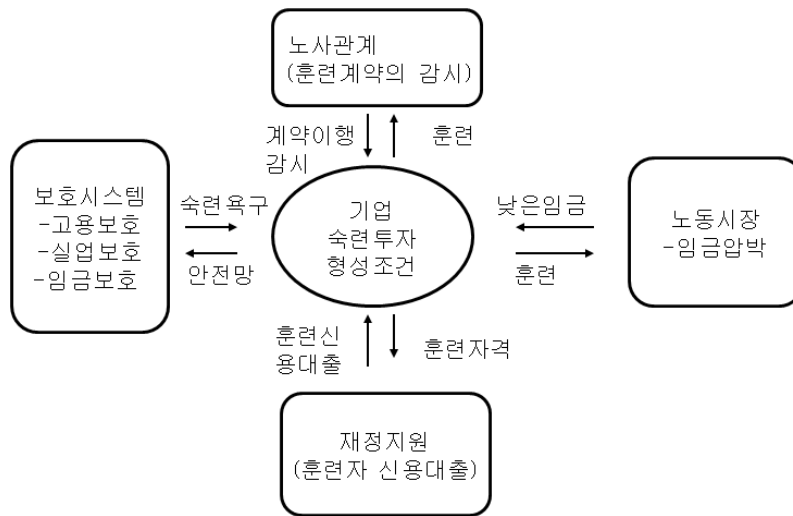 노사관계
(훈련계약의 감시)
계약이행
감시
훈련
보호시스템
-고용보호
-실업보호
-임금보호
숙련욕구
안전망
기업
숙련투자
형성조건
낮은임금
훈련
노동시장
-임금압박
훈련신
용대출
훈련자격
재정지원
(훈련자 신용대출)